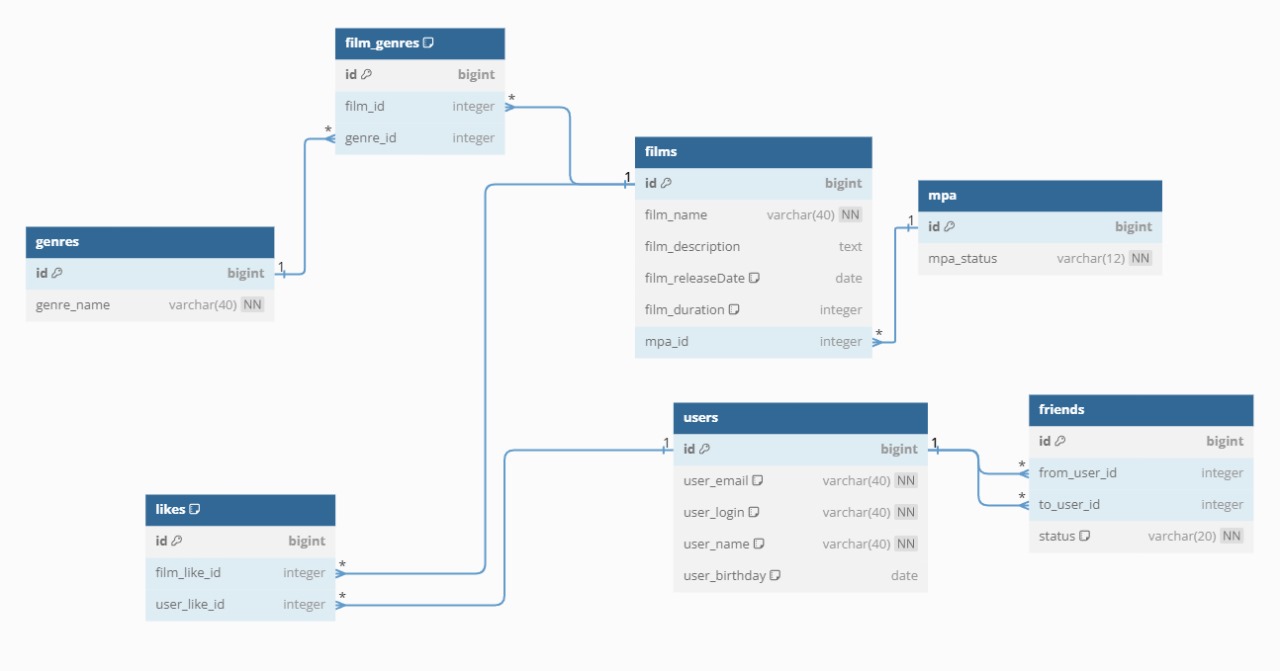 film_genres
id bigint
* film_id integer *
* genre_id integer
genres
id bigint 1
genre_name varchar(40) NN
films
1 id bigint
film_name varchar(40) NN
film_description text
film_releaseDate date
film_duration integer
mpa_id integer *
mpa
1 id bigint
mpa_status varchar(12) NN
users
1 id bigint 1
user_email varchar(40) NN
user_login varchar(40) NN
user_name varchar(40) NN
user_birthday date
friends
id bigint
* from_user_id integer
* to_user_id integer
status varchar(20) NN
likes
id bigint
film_like_id integer *
user_like_id integer *